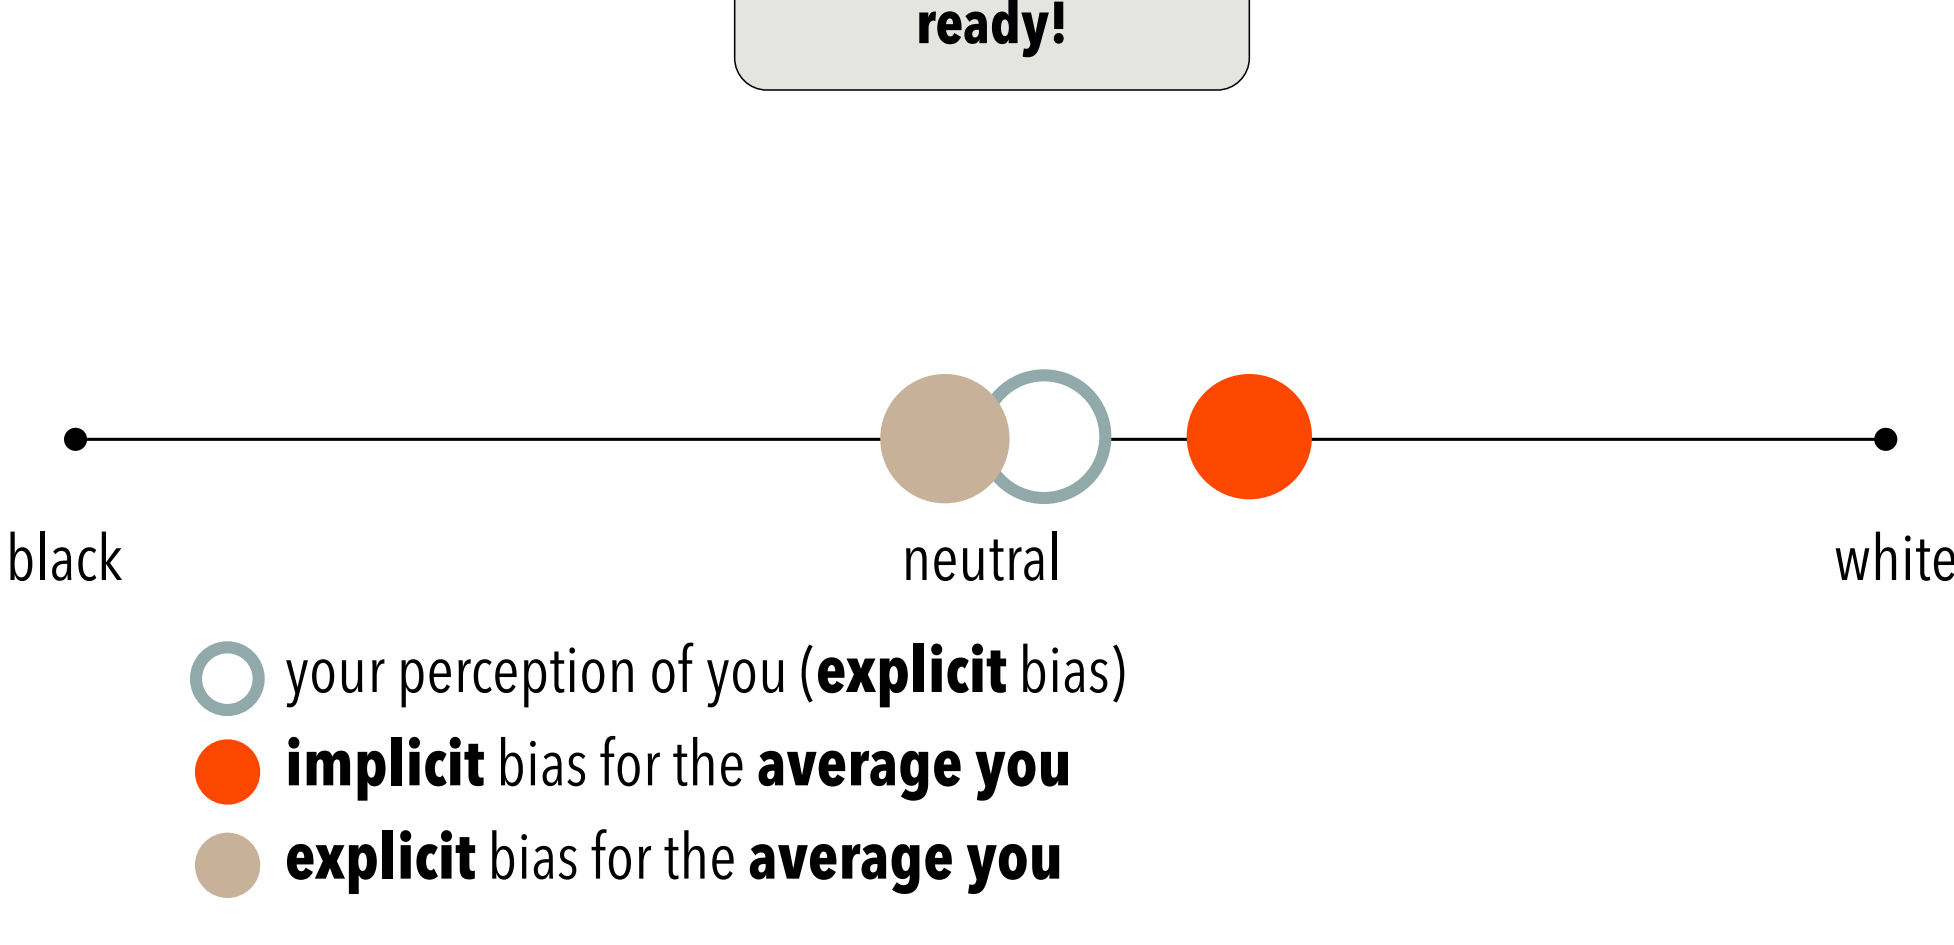 ready!
black
neutral
white
your perception of you (explicit bias)
implicit bias for the average you
explicit bias for the average you